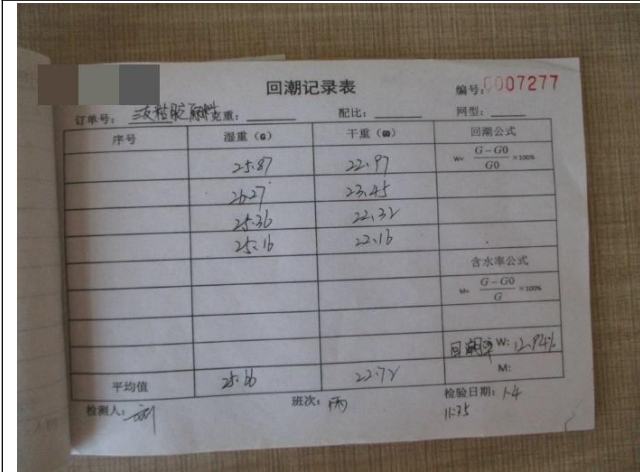 回潮记录表
编号:0007277
订单号: 三友粘胶原料 克重: 配比: 网型:
序号 湿重(G) 干重(G0) 回潮公式
25.87 22.97 W= G-G0/G0 ×100%
26.27 23.45
25.36 22.32
25.16 22.16
含水率公式
M= G-G0/G ×100%
回潮率 W: 12.94%
M:
平均值 25.66 22.72
检测人: 班次: 丙 检验日期: 1-4
11:35